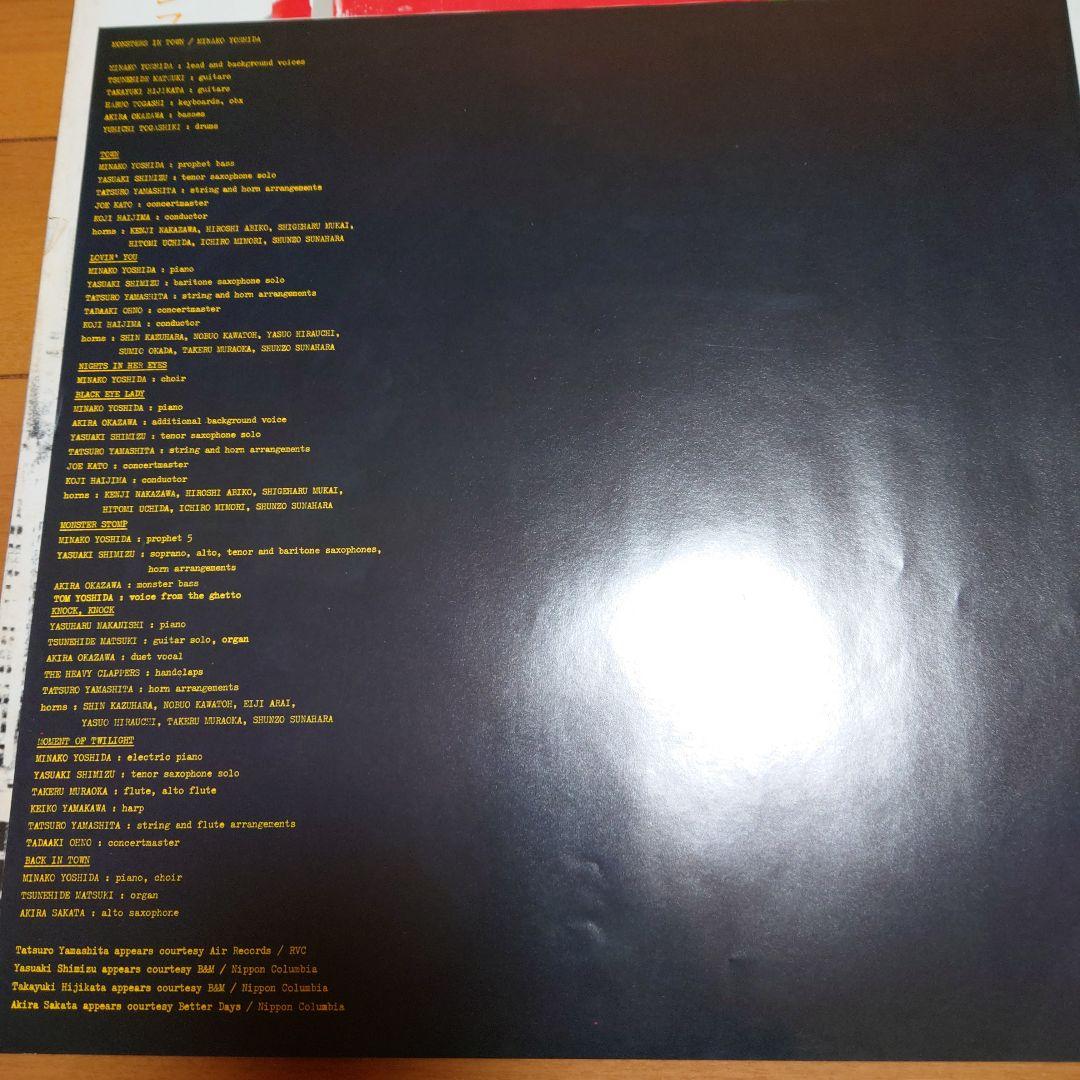 MONSTERS IN TOWN / MINAKO YOSHIDA
MINAKO YOSHIDA : lead and background voices
TSUNEHIDE MATSUKI : guitars
TAKAYUKI HIJIKATA : guitars
HARUO TOGASHI : keyboards, obx
AKIRA OKAZAWA : basses
YUHICHI TOGASHIKI : drums
TOWN
MINAKO YOSHIDA : prophet bass
YASUAKI SHIMIZU : tenor saxophone solo
TATSURO YAMASHITA : string and horn arrangements
JOE KATO : concertmaster
KOJI HAIJIMA : conductor
horns : KENJI NAKAZAWA, HIROSHI ABIKO, SHIGEHARU MUKAI,
HITOMI UCHIDA, ICHIRO MIMORI, SHUNZO SUNAHARA
LOVIN' YOU
MINAKO YOSHIDA : piano
YASUAKI SHIMIZU : baritone saxophone solo
TATSURO YAMASHITA : string and horn arrangements
TADAAKI OHNO : concertmaster
KOJI HAIJIMA : conductor
horns : SHIN KAZUHARA, NOBUO KAWATOH, YASUO HIRAUCHI,
SUMIO OKADA, TAKERU MURAOKA, SHUNZO SUNAHARA
NIGHTS IN HER EYES
MINAKO YOSHIDA : choir
BLACK EYE LADY
MINAKO YOSHIDA : piano
AKIRA OKAZAWA : additional background voice
YASUAKI SHIMIZU : tenor saxophone solo
TATSURO YAMASHITA : string and horn arrangements
JOE KATO : concertmaster
KOJI HAIJIMA : conductor
horns : KENJI NAKAZAWA, HIROSHI ABIKO, SHIGEHARU MUKAI,
HITOMI UCHIDA, ICHIRO MIMORI, SHUNZO SUNAHARA
MONSTER STOMP
MINAKO YOSHIDA : prophet 5
YASUAKI SHIMIZU : soprano, alto, tenor and baritone saxophones,
horn arrangements
AKIRA OKAZAWA : monster bass
TOM YOSHIDA : voice from the ghetto
KNOCK, KNOCK
YASUHARU NAKANISHI : piano
TSUNEHIDE MATSUKI : guitar solo, organ
AKIRA OKAZAWA : duet vocal
THE HEAVY CLAPPERS : handclaps
TATSURO YAMASHITA : horn arrangements
horns : SHIN KAZUHARA, NOBUO KAWATOH, EIJI ARAI,
YASUO HIRAUCHI, TAKERU MURAOKA, SHUNZO SUNAHARA
MOMENT OF TWILIGHT
MINAKO YOSHIDA : electric piano
YASUAKI SHIMIZU : tenor saxophone solo
TAKERU MURAOKA : flute, alto flute
KEIKO YAMAKAWA : harp
TATSURO YAMASHITA : string and flute arrangements
TADAAKI OHNO : concertmaster
BACK IN TOWN
MINAKO YOSHIDA : piano, choir
TSUNEHIDE MATSUKI : organ
AKIRA SAKATA : alto saxophone
Tatsuro Yamashita appears courtesy Air Records / RVC
Yasuaki Shimizu appears courtesy B&M / Nippon Columbia
Takayuki Hijikata appears courtesy B&M / Nippon Columbia
Akira Sakata appears courtesy Better Days / Nippon Columbia